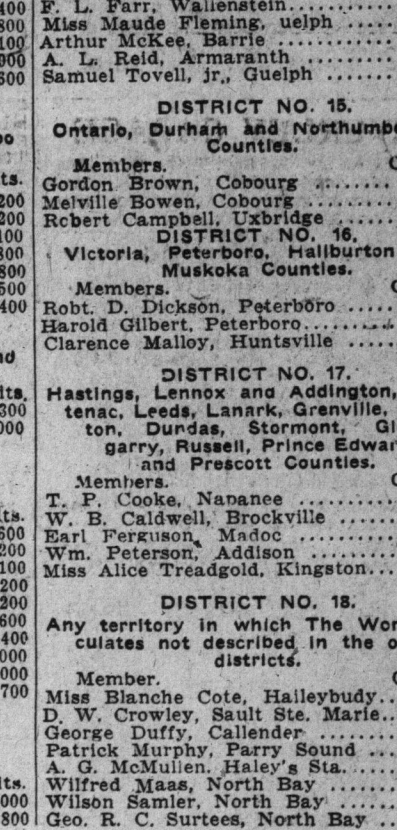 400
F. L. Farr, Wallenstein........
800
Miss Maude Fleming, uelph ......
100
Arthur McKee, Barrie ...........
000
A. L. Reid, Armaranth .........
600
Samuel Tovell, jr., Guelph .......
DISTRICT NO. 15.
Ontario, Durham and Northumb
Counties.
Members.
Gordon Brown, Cobourg .........
200
Melville Bowen, Cobourg ........
200
Robert Campbell, Uxbridge ......
100
DISTRICT NO. 16.
Victoria, Peterboro, Haliburton
800
Muskoka Counties.
Members.
400
Robt. D. Dickson, Peterboro .....
Harold Gilbert, Peterboro.........
Clarence Malloy, Huntsville ......
DISTRICT NO. 17.
Hastings, Lennox and Addington,
300
tenac, Leeds, Lanark, Grenville,
000
ton, Dundas, Stormont, Gl
garry, Russell, Prince Edwar
and Prescott Counties.
Members.
T. P. Cooke, Napanee ...........
W. B. Caldwell, Brockville ......
Earl Ferguson, Madoc ..........
200
Wm. Peterson, Addison .........
100
Miss Alice Treadgold, Kingston...
200
200
DISTRICT NO. 18.
600
Any territory in which The Wor
400
culates not described in the o
000
districts.
000
Member.
700
Miss Blanche Cote, Haileybudy..
D. W. Crowley, Sault Ste. Marie..
George Duffy, Callender ........
Patrick Murphy, Parry Sound ...
A. G. McMullen, Haley's Sta. .....
Wilfred Maas, North Bay .......
000
Wilson Samler, North Bay ......
800
Geo. R. C. Surtees, North Bay ..